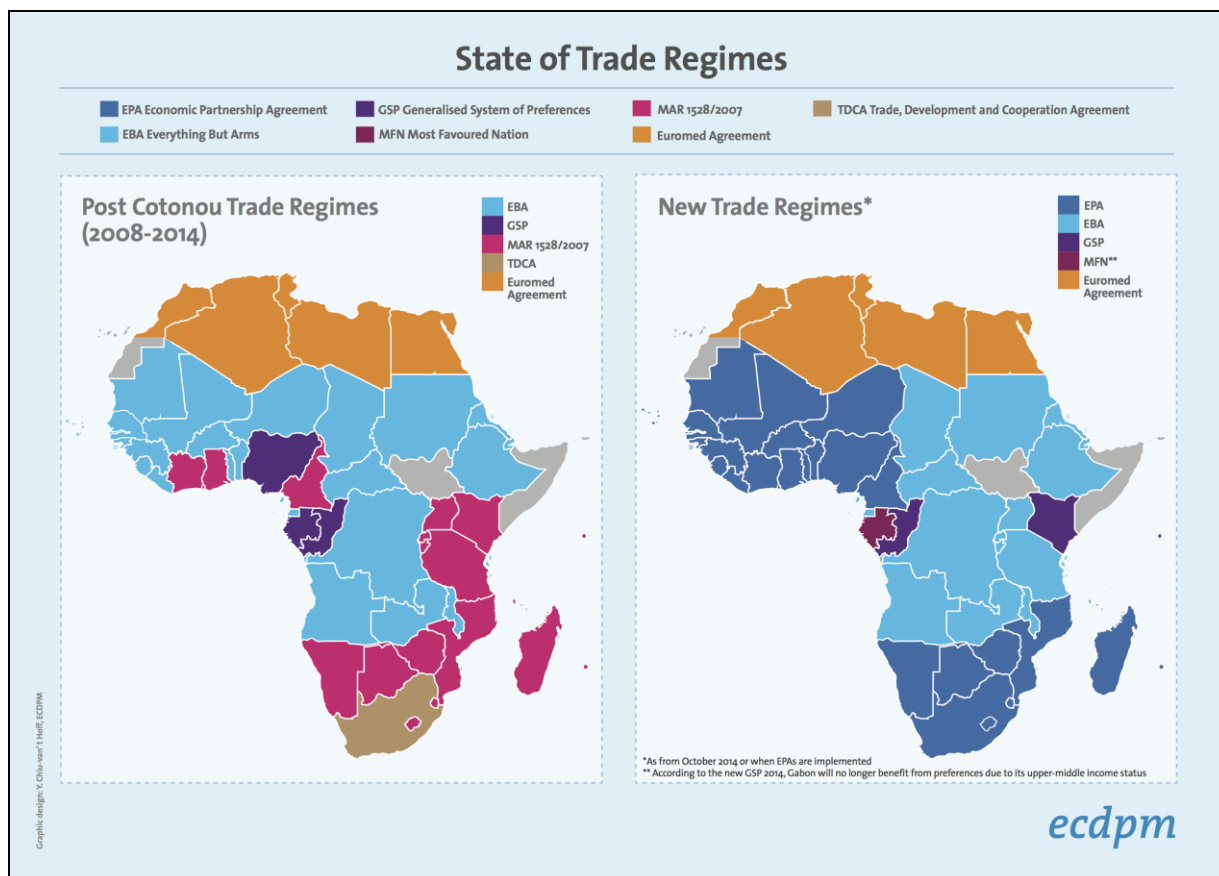 State of Trade Regimes
EPA Economic Partnership Agreement
GSP Generalised System of Preferences
MAR 1528/2007
TDCA Trade, Development and Cooperation Agreement
EBA Everything But Arms
MFN Most Favoured Nation
Euromed Agreement
Post Cotonou Trade Regimes
(2008-2014)
EBA
GSP
MAR 1528/2007
TDCA
Euromed
Agreement
New Trade Regimes*
EPA
EBA
GSP
MFN**
Euromed
Agreement
*As from October 2014 or when EPAs are implemented
** According to the new GSP 2014, Gabon will no longer benefit from preferences due to its upper-middle income status
Graphic design: Y, Chiu-van' t Hoff, ECDPM
ecdpm